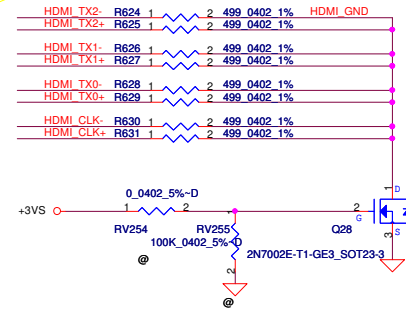 HDMI_TX2- R624 1 2 499_0402_1% HDMI_GND
HDMI_TX2+ R625 1 2 499_0402_1%
HDMI_TX1- R626 1 2 499_0402_1%
HDMI_TX1+ R627 1 2 499_0402_1%
HDMI_TX0- R628 1 2 499_0402_1%
HDMI_TX0+ R629 1 2 499_0402_1%
HDMI_CLK- R630 1 2 499_0402_1%
HDMI_CLK+ R631 1 2 499_0402_1%
1 D
0_0402_5%~D
+3VS 1 2 2 G
3 S
RV254 RV255 Q28
100K_0402_5%~D
2N7002E-T1-GE3_SOT23-3
@
2
@